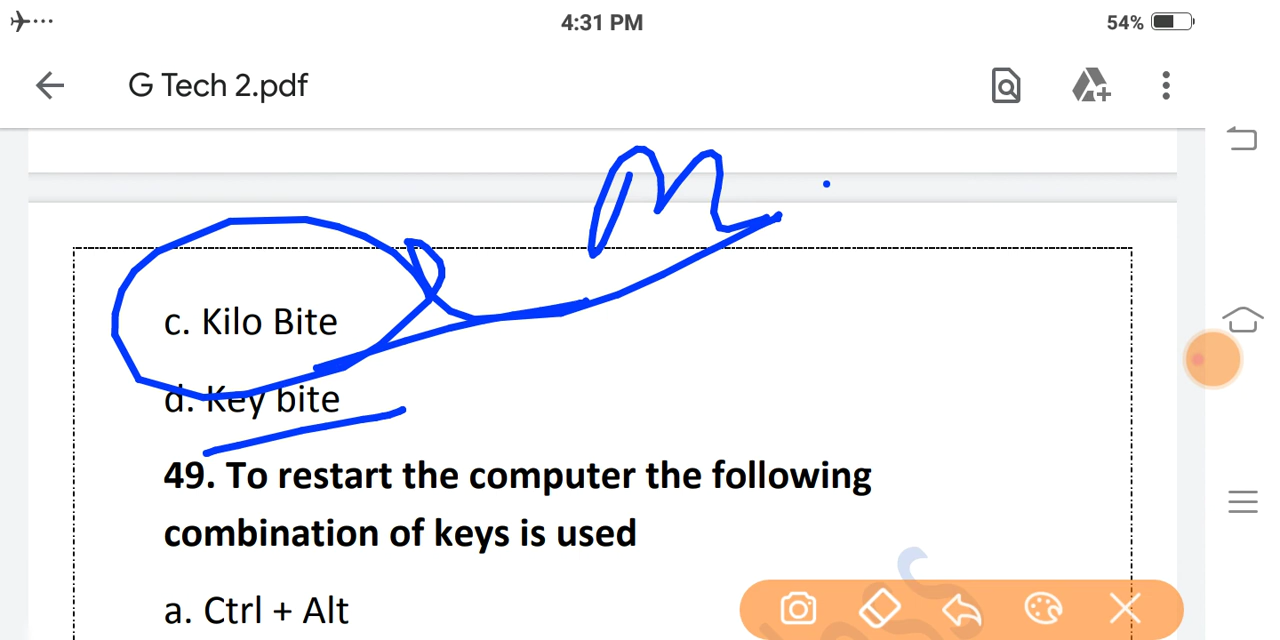 4:31 PM 54%
G Tech 2.pdf
m
c. Kilo Bite
d. Key bite
49. To restart the computer the following
combination of keys is used
a. Ctrl + Alt